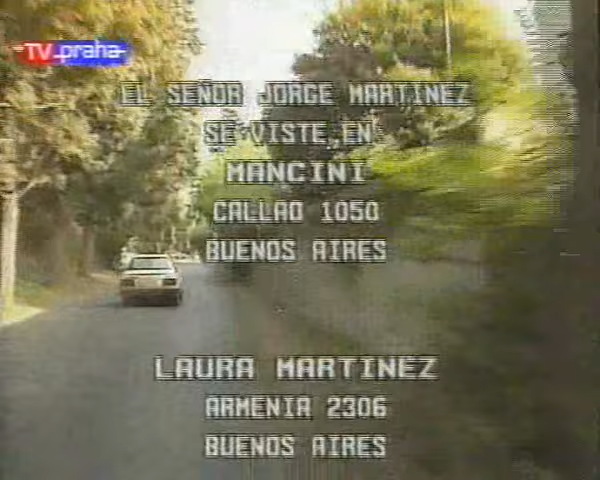 TV praha
EL SEÑOR JORGE MARTINEZ
SE VISTE EN
MANCINI
CALLAO 1050
BUENOS AIRES
LAURA MARTINEZ
ARMENIA 2306
BUENOS AIRES